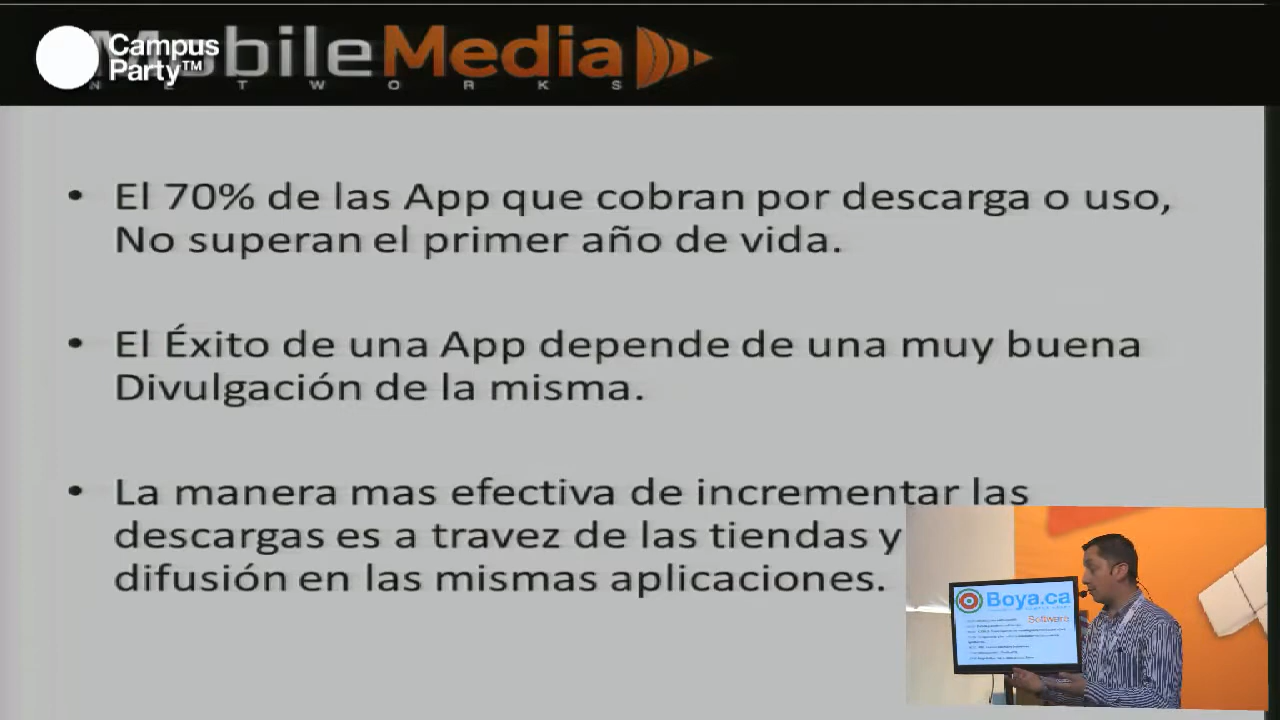 Campus
Party™
MobileMedia
NETWORKS
• El 70% de las App que cobran por descarga o uso,
No superan el primer año de vida.
• El Éxito de una App depende de una muy buena
Divulgación de la misma.
• La manera mas efectiva de incrementar las
descargas es a travez de las tiendas y
difusión en las mismas aplicaciones.
Boya.ca
Software